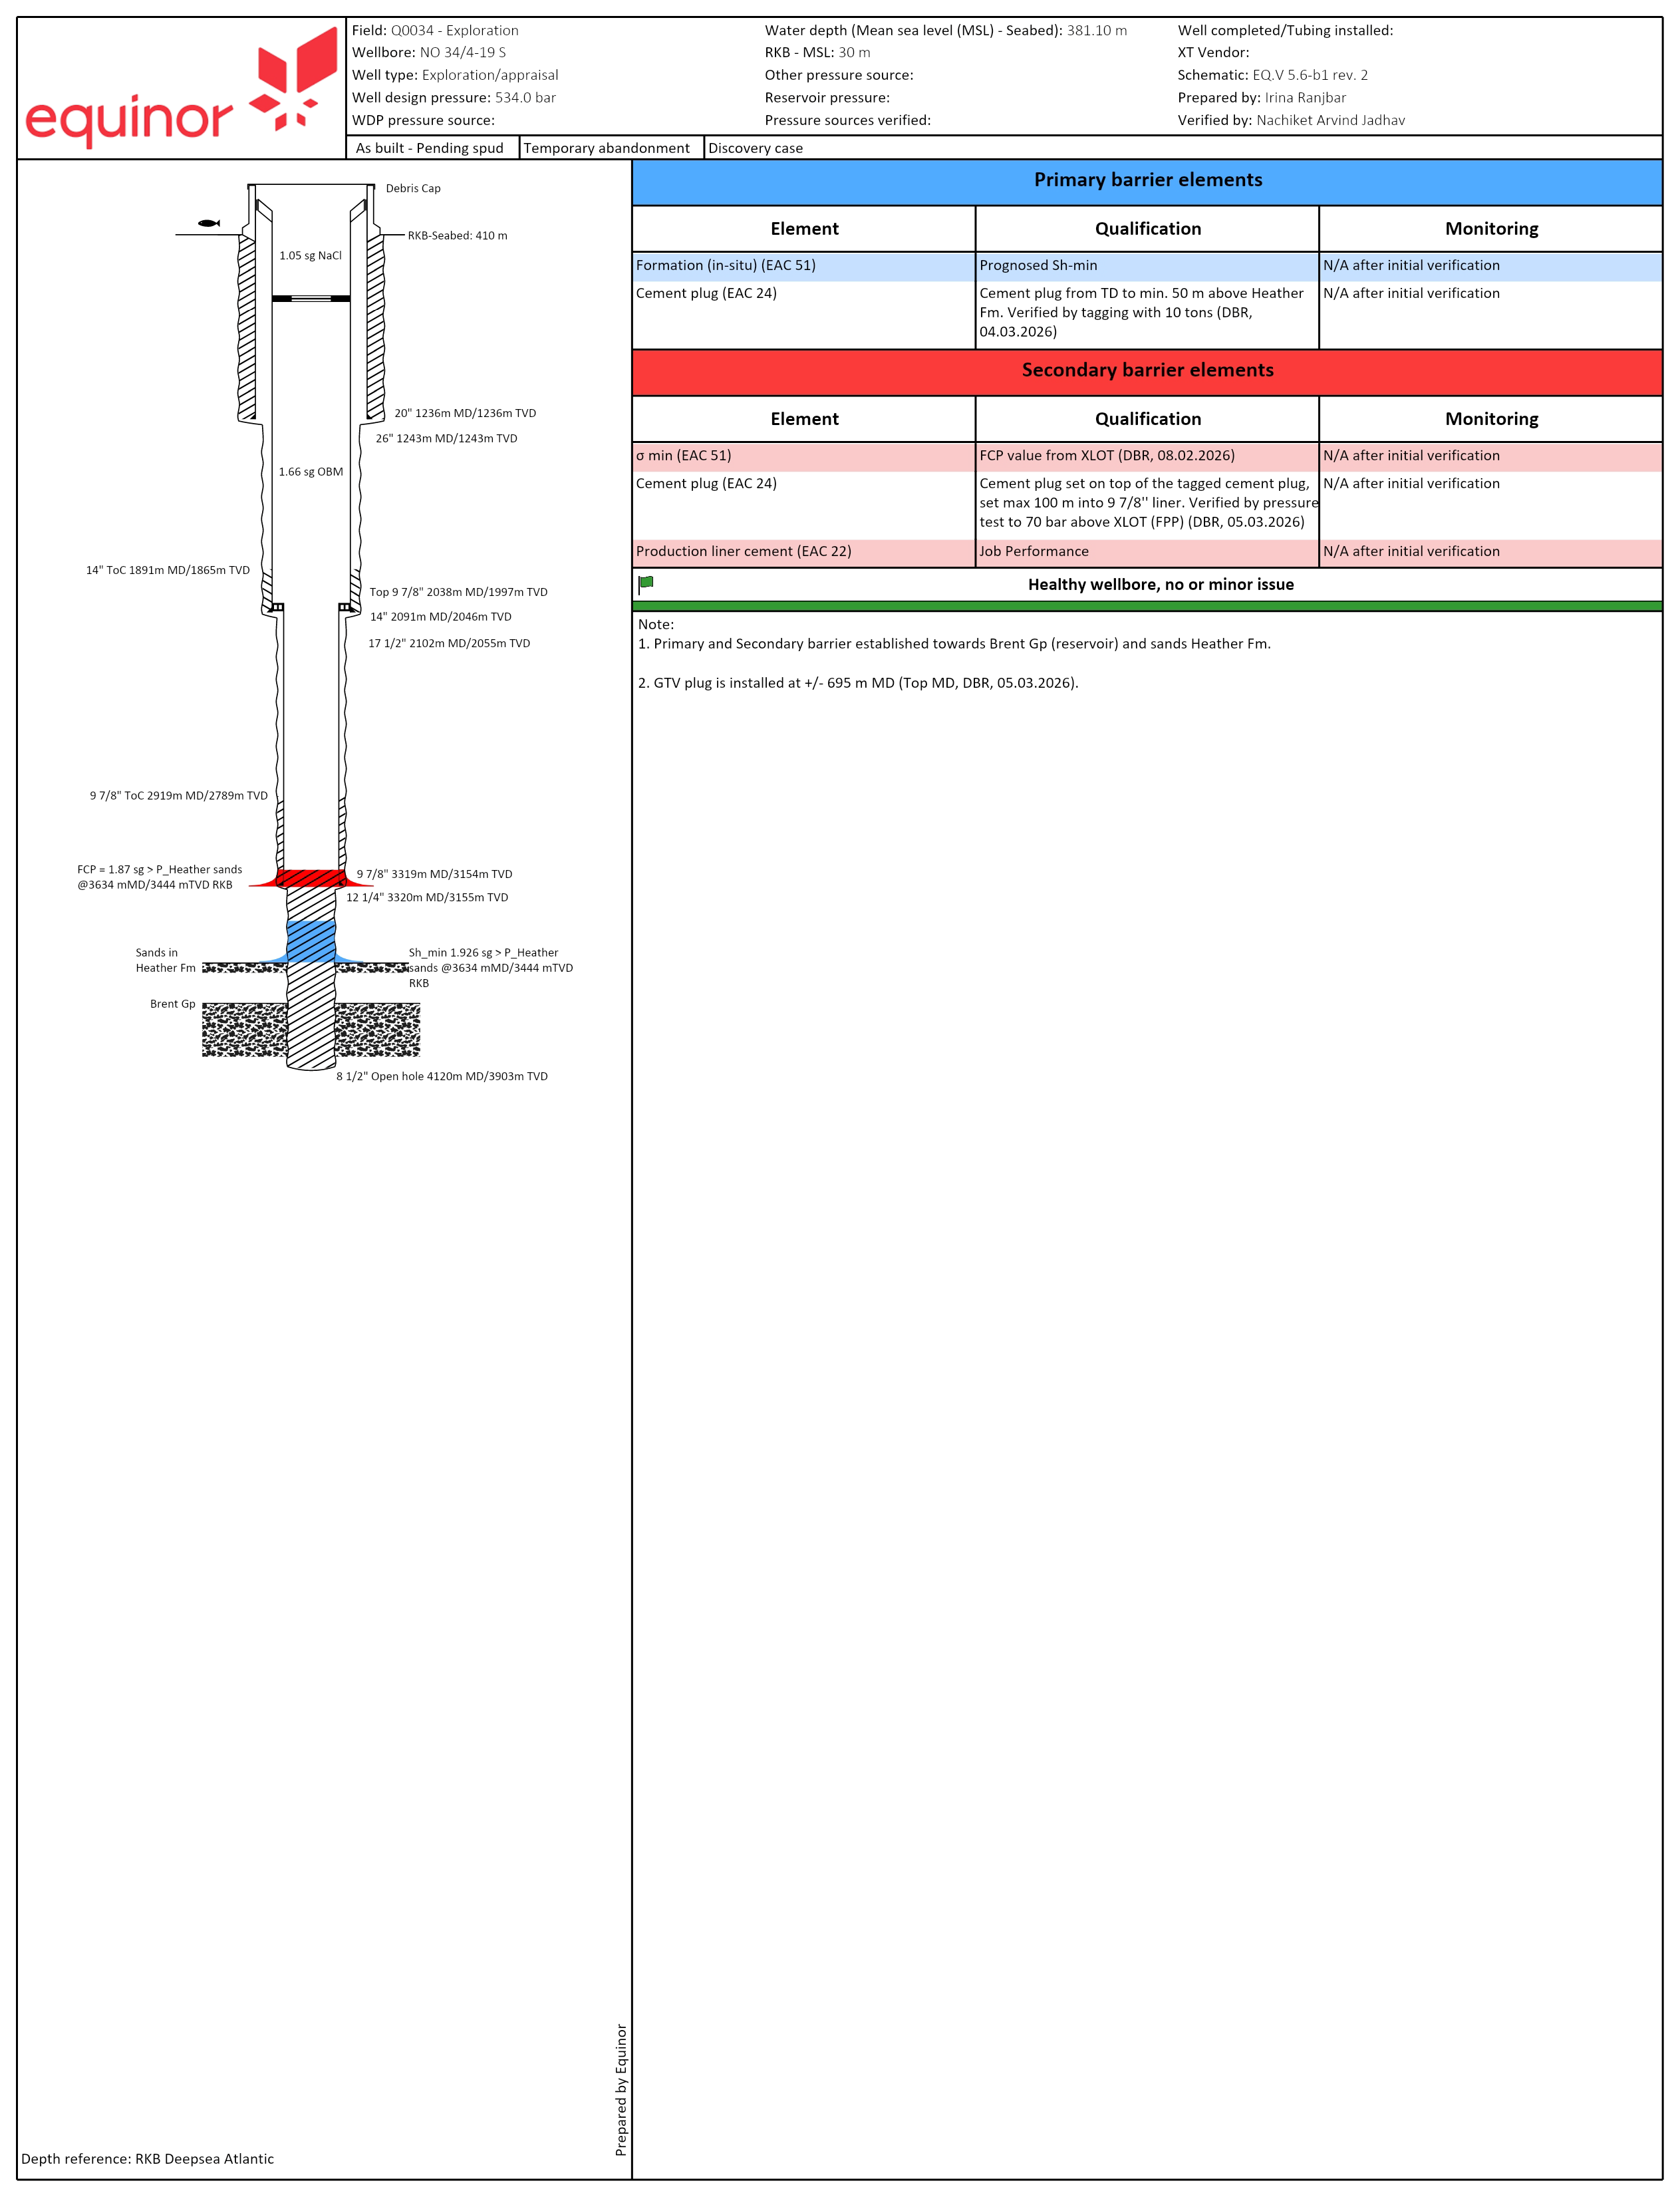 equinor
Field: Q0034 - Exploration
Wellbore: NO 34/4-19 S
Well type: Exploration/appraisal
Well design pressure: 534.0 bar
WDP pressure source:
Water depth (Mean sea level (MSL) - Seabed): 381.10 m
RKB - MSL: 30 m
Other pressure source:
Reservoir pressure:
Pressure sources verified:
Well completed/Tubing installed:
XT Vendor:
Schematic: EQ.V 5.6-b1 rev. 2
Prepared by: Irina Ranjbar
Verified by: Nachiket Arvind Jadhav
As built - Pending spud
Temporary abandonment
Discovery case
Debris Cap
RKB-Seabed: 410 m
1.05 sg NaCl
20" 1236m MD/1236m TVD
26" 1243m MD/1243m TVD
1.66 sg OBM
14" ToC 1891m MD/1865m TVD
Top 9 7/8" 2038m MD/1997m TVD
14" 2091m MD/2046m TVD
17 1/2" 2102m MD/2055m TVD
9 7/8" ToC 2919m MD/2789m TVD
FCP = 1.87 sg > P_Heather sands
@3634 mMD/3444 mTVD RKB
9 7/8" 3319m MD/3154m TVD
12 1/4" 3320m MD/3155m TVD
Sands in
Heather Fm
Sh_min 1.926 sg > P_Heather
sands @3634 mMD/3444 mTVD
RKB
Brent Gp
8 1/2" Open hole 4120m MD/3903m TVD
Depth reference: RKB Deepsea Atlantic
Prepared by Equinor
Primary barrier elements
Element
Qualification
Monitoring
Formation (in-situ) (EAC 51)
Prognosed Sh-min
N/A after initial verification
Cement plug (EAC 24)
Cement plug from TD to min. 50 m above Heather
Fm. Verified by tagging with 10 tons (DBR,
04.03.2026)
N/A after initial verification
Secondary barrier elements
Element
Qualification
Monitoring
σ min (EAC 51)
FCP value from XLOT (DBR, 08.02.2026)
N/A after initial verification
Cement plug (EAC 24)
Cement plug set on top of the tagged cement plug,
set max 100 m into 9 7/8'' liner. Verified by pressure
test to 70 bar above XLOT (FPP) (DBR, 05.03.2026)
N/A after initial verification
Production liner cement (EAC 22)
Job Performance
N/A after initial verification
Healthy wellbore, no or minor issue
Note:
1. Primary and Secondary barrier established towards Brent Gp (reservoir) and sands Heather Fm.
2. GTV plug is installed at +/- 695 m MD (Top MD, DBR, 05.03.2026).